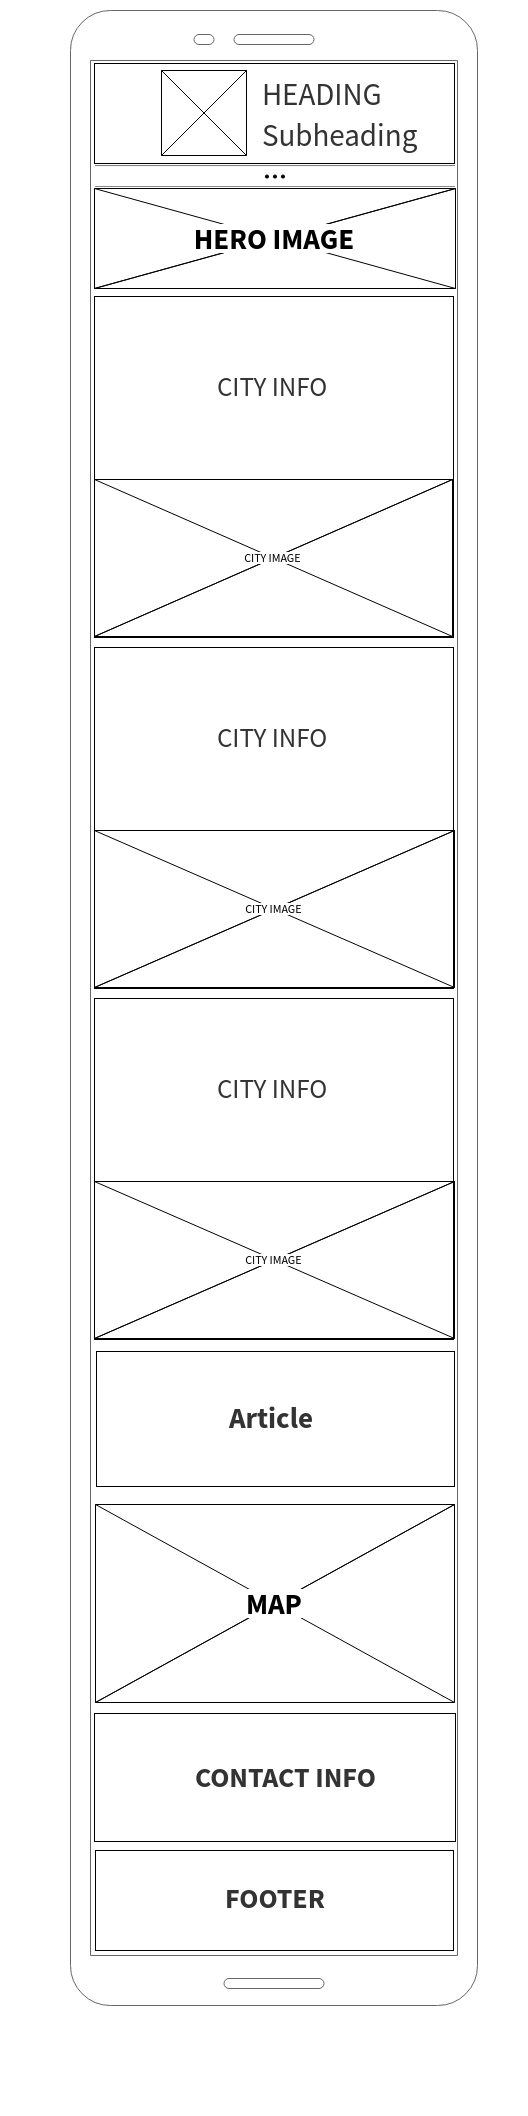 HEADING
Subheading
...
HERO IMAGE
CITY INFO
CITY IMAGE
CITY INFO
CITY IMAGE
CITY INFO
CITY IMAGE
Article
MAP
CONTACT INFO
FOOTER